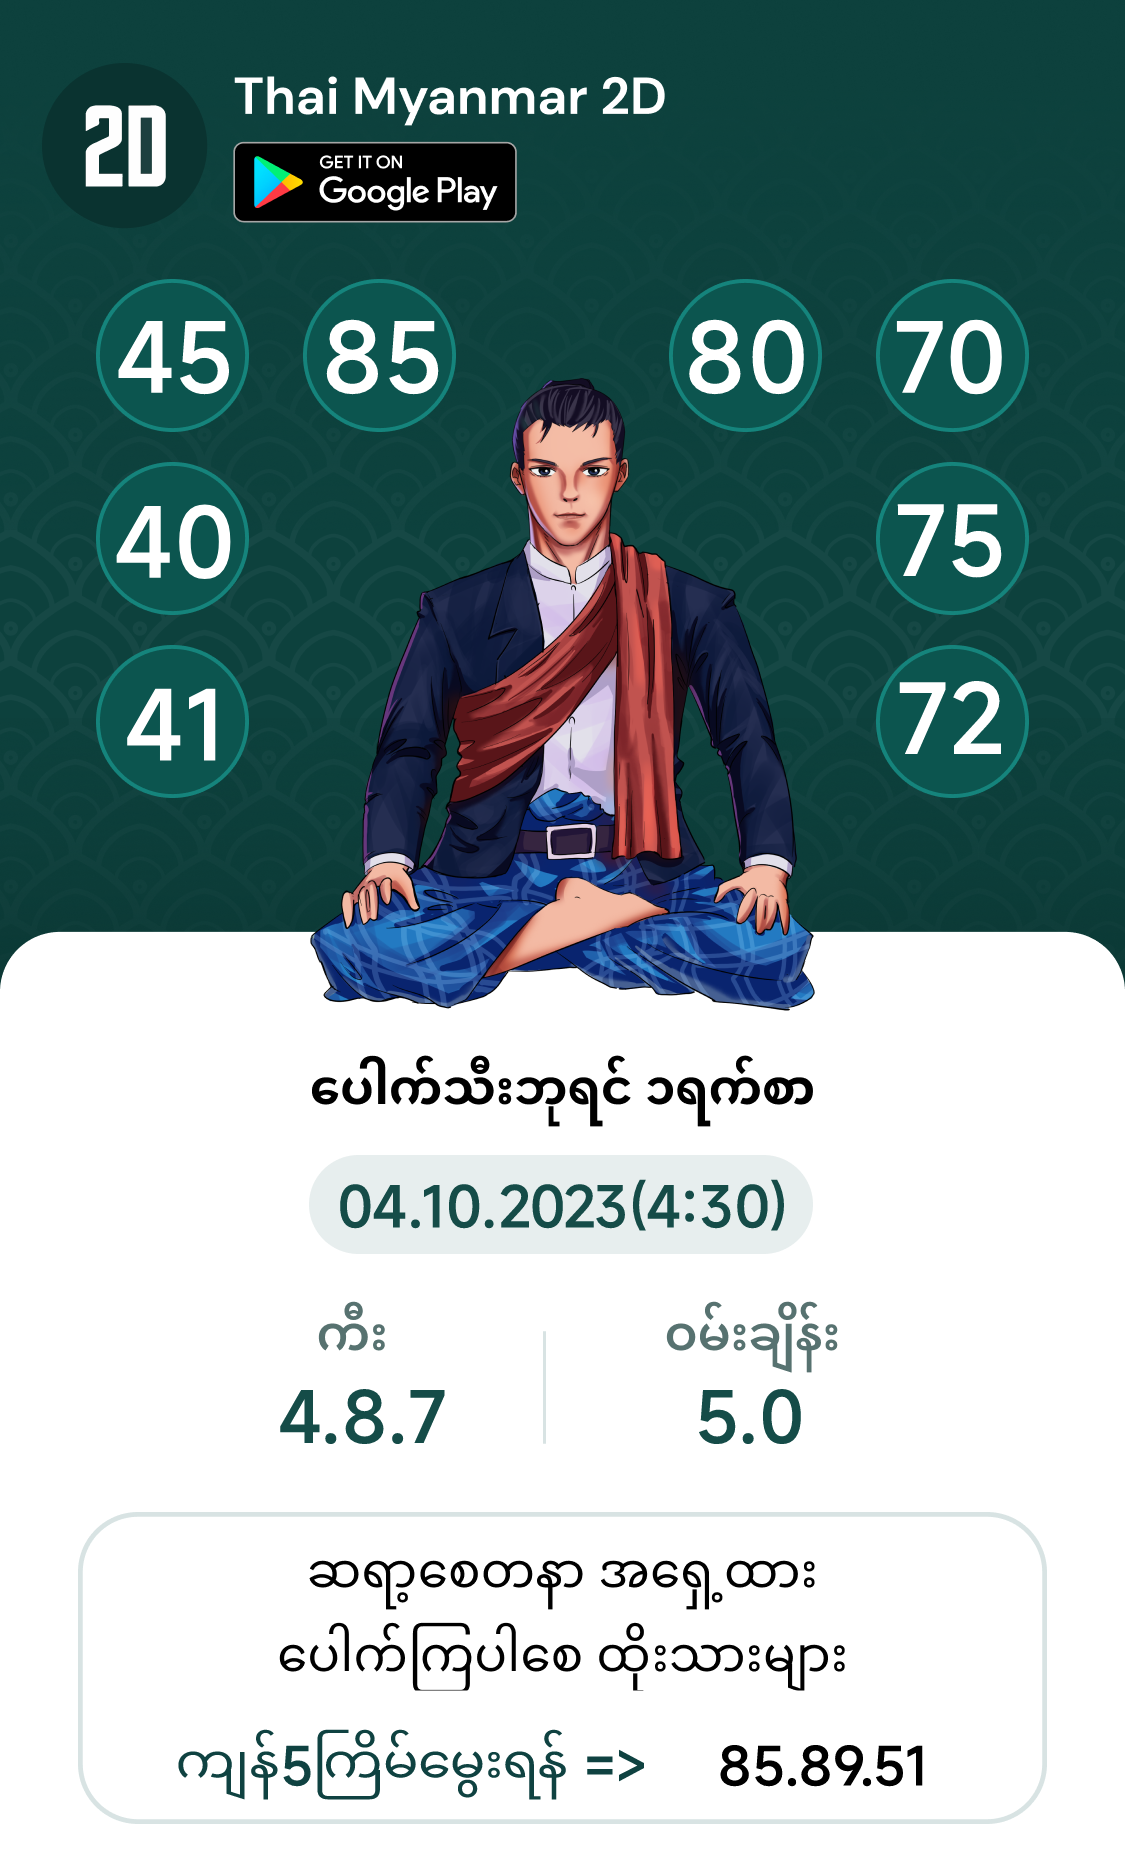 2D
Thai Myanmar 2D
GET IT ON
Google Play
45 85 80 70
40 75
41 72
ပေါက်သီးဘုရင် ၁ရက်စာ
04.10.2023(4:30)
ကီး ဝမ်းချိန်း
4.8.7 5.0
ဆရာ့စေတနာ အရှေ့ထား
ပေါက်ကြပါစေ ထိုးသားများ
ကျန်5ကြိမ်မွေးရန် => 85.89.51